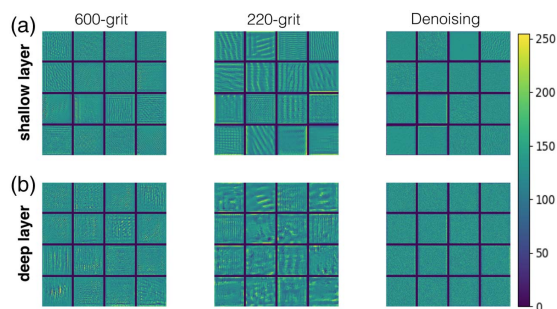 600-grit
220-grit
Denoising
(a)
shallow layer
(b)
deep layer
250
200
150
100
50
0